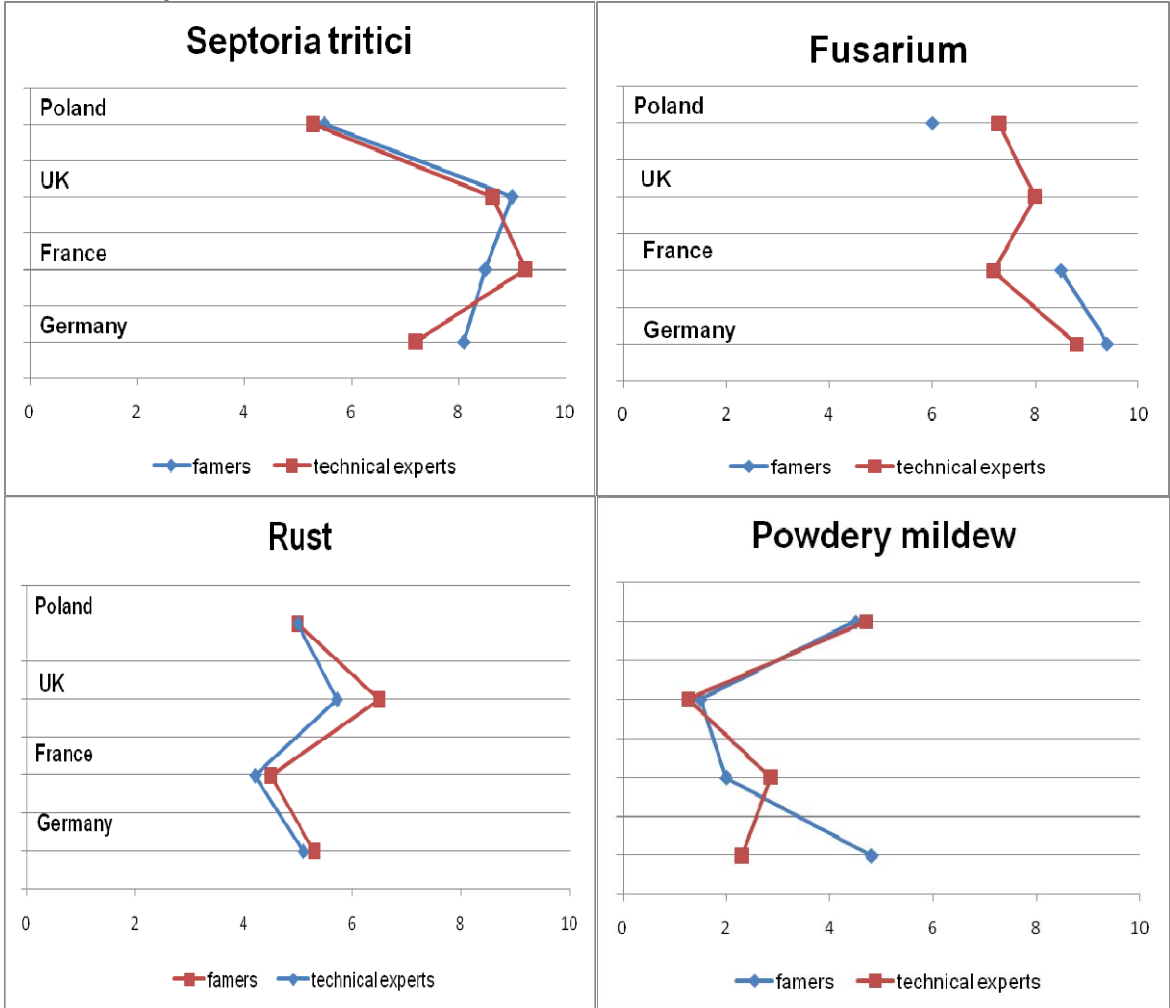 Septoria tritici
Poland
UK
France
Germany
0 2 4 6 8 10
famers technical experts
Fusarium
Poland
UK
France
Germany
0 2 4 6 8 10
famers technical experts
Rust
Poland
UK
France
Germany
0 2 4 6 8 10
famers technical experts
Powdery mildew
0 2 4 6 8 10
famers technical experts